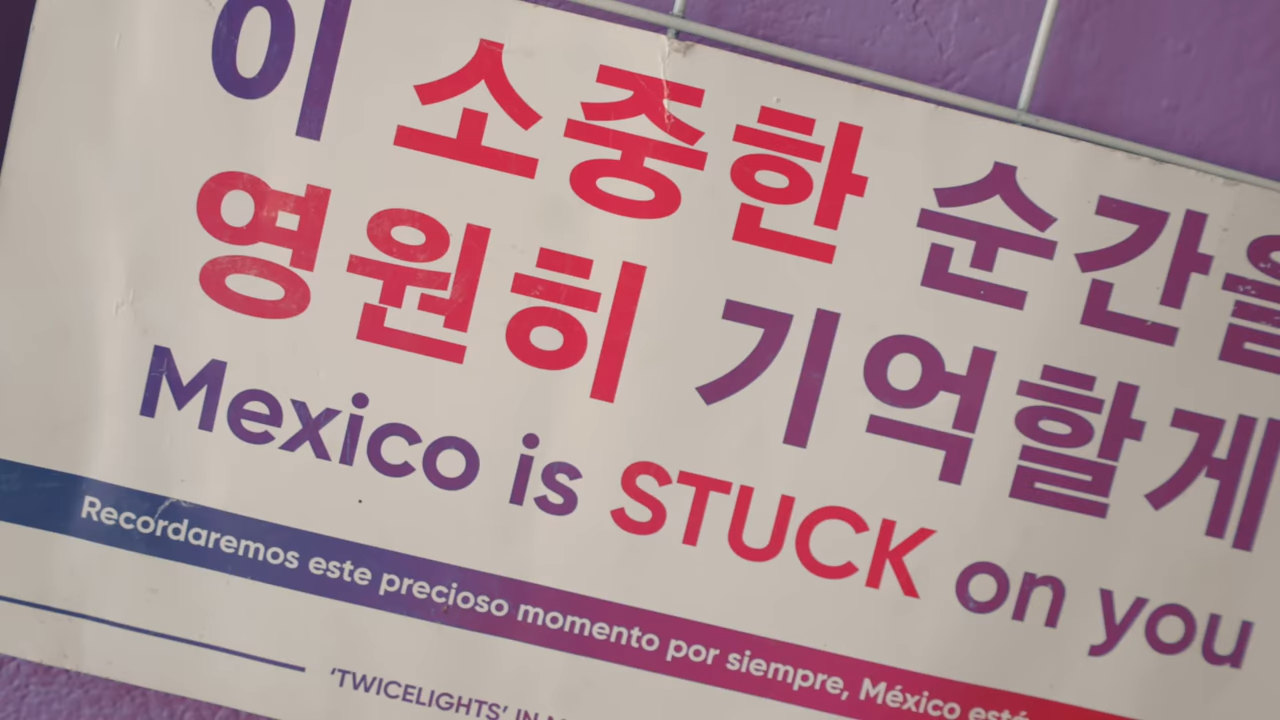 이 소중한 순간을
영원히 기억할게
Mexico is STUCK on you
Recordaremos este precioso momento por siempre, México está
‘TWICELIGHTS’ IN